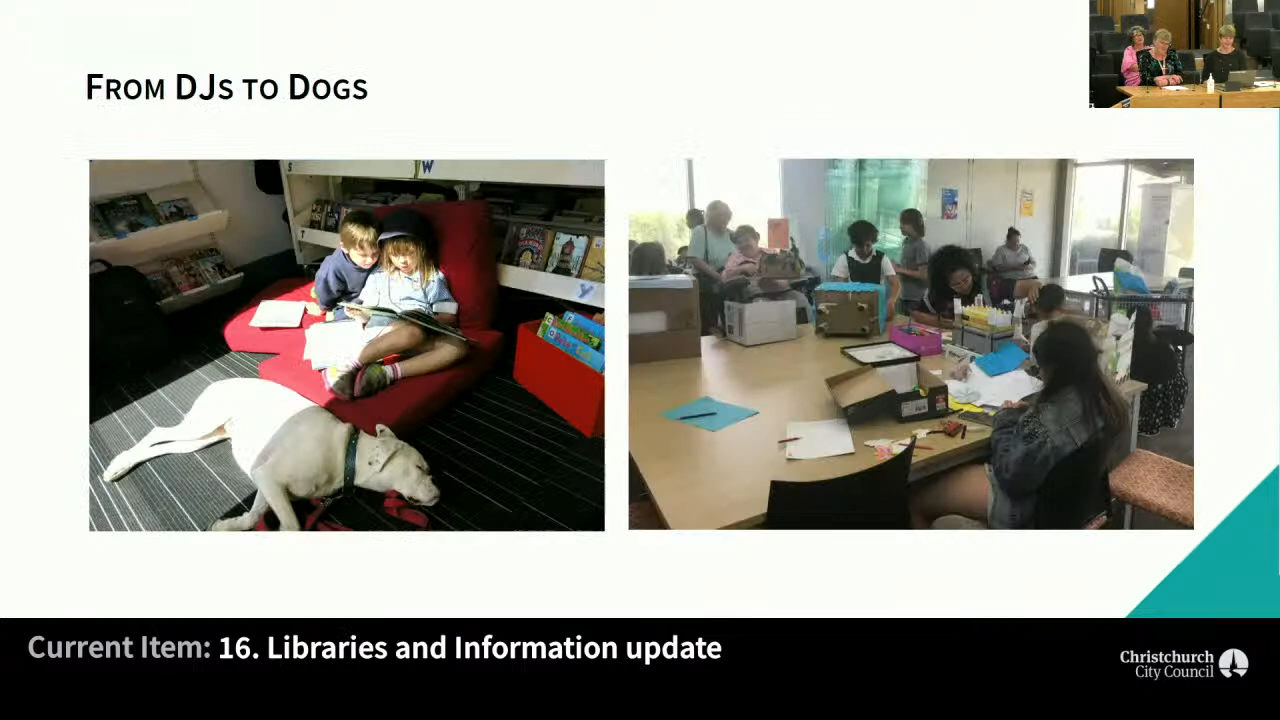 From DJs to Dogs
S
W
Y
Current Item: 16. Libraries and Information update
Christchurch
City Council